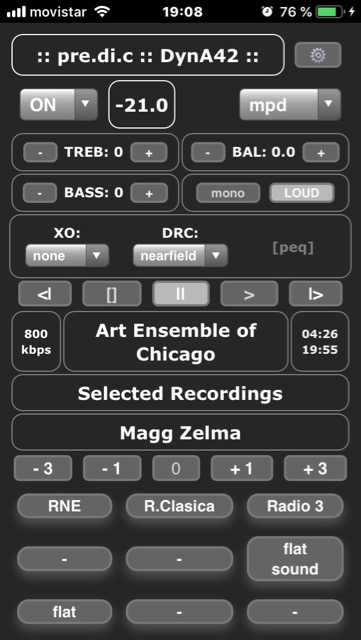 movistar 19:08 76 %
:: pre.di.c :: DynA42 ::
ON -21.0 mpd
- TREB: 0 + - BAL: 0.0 +
- BASS: 0 + mono LOUD
XO: DRC:
none nearfield [peq]
<| [] || > |>
800 kbps
Art Ensemble of
Chicago
04:26
19:55
Selected Recordings
Magg Zelma
- 3 - 1 0 + 1 + 3
RNE R.Clasica Radio 3
- - flat
sound
flat - -